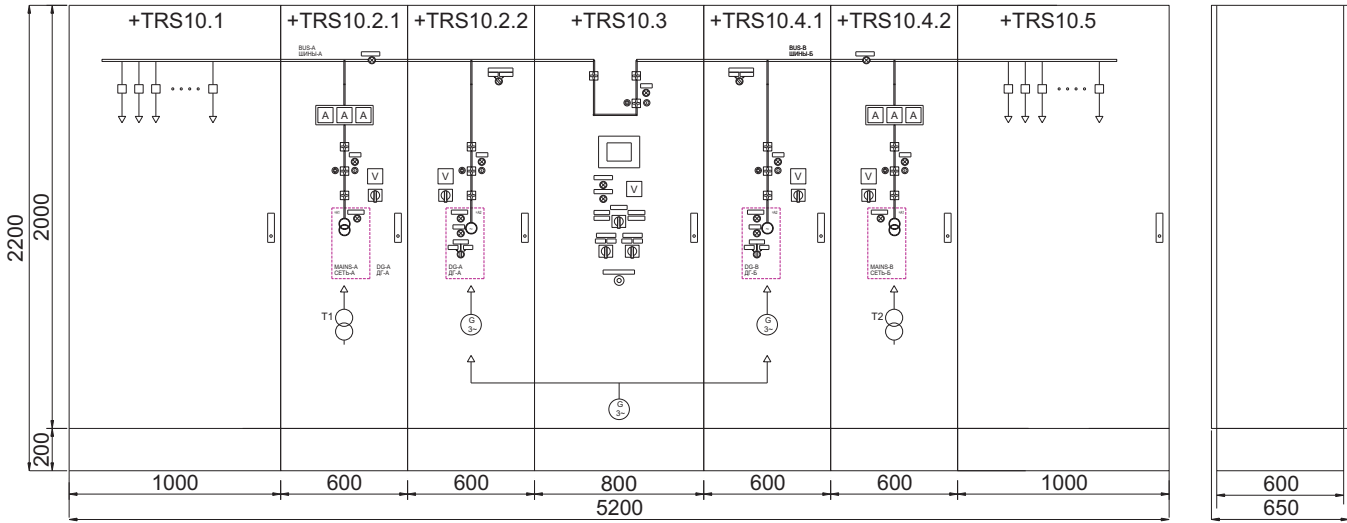 +TRS10.1
+TRS10.2.1
+TRS10.2.2
+TRS10.3
+TRS10.4.1
+TRS10.4.2
+TRS10.5
BUS-A
ШИНЫ-А
BUS-B
ШИНЫ-Б
A A A
A A A
V
V
V
V
V
MAINS-A
СЕТЬ-А
DG-A
ДГ-А
DG-A
ДГ-А
DG-B
ДГ-Б
MAINS-B
СЕТЬ-Б
T1
G
3~
G
3~
T2
G
3~
2200
2000
200
1000
600
600
800
600
600
1000
5200
600
650